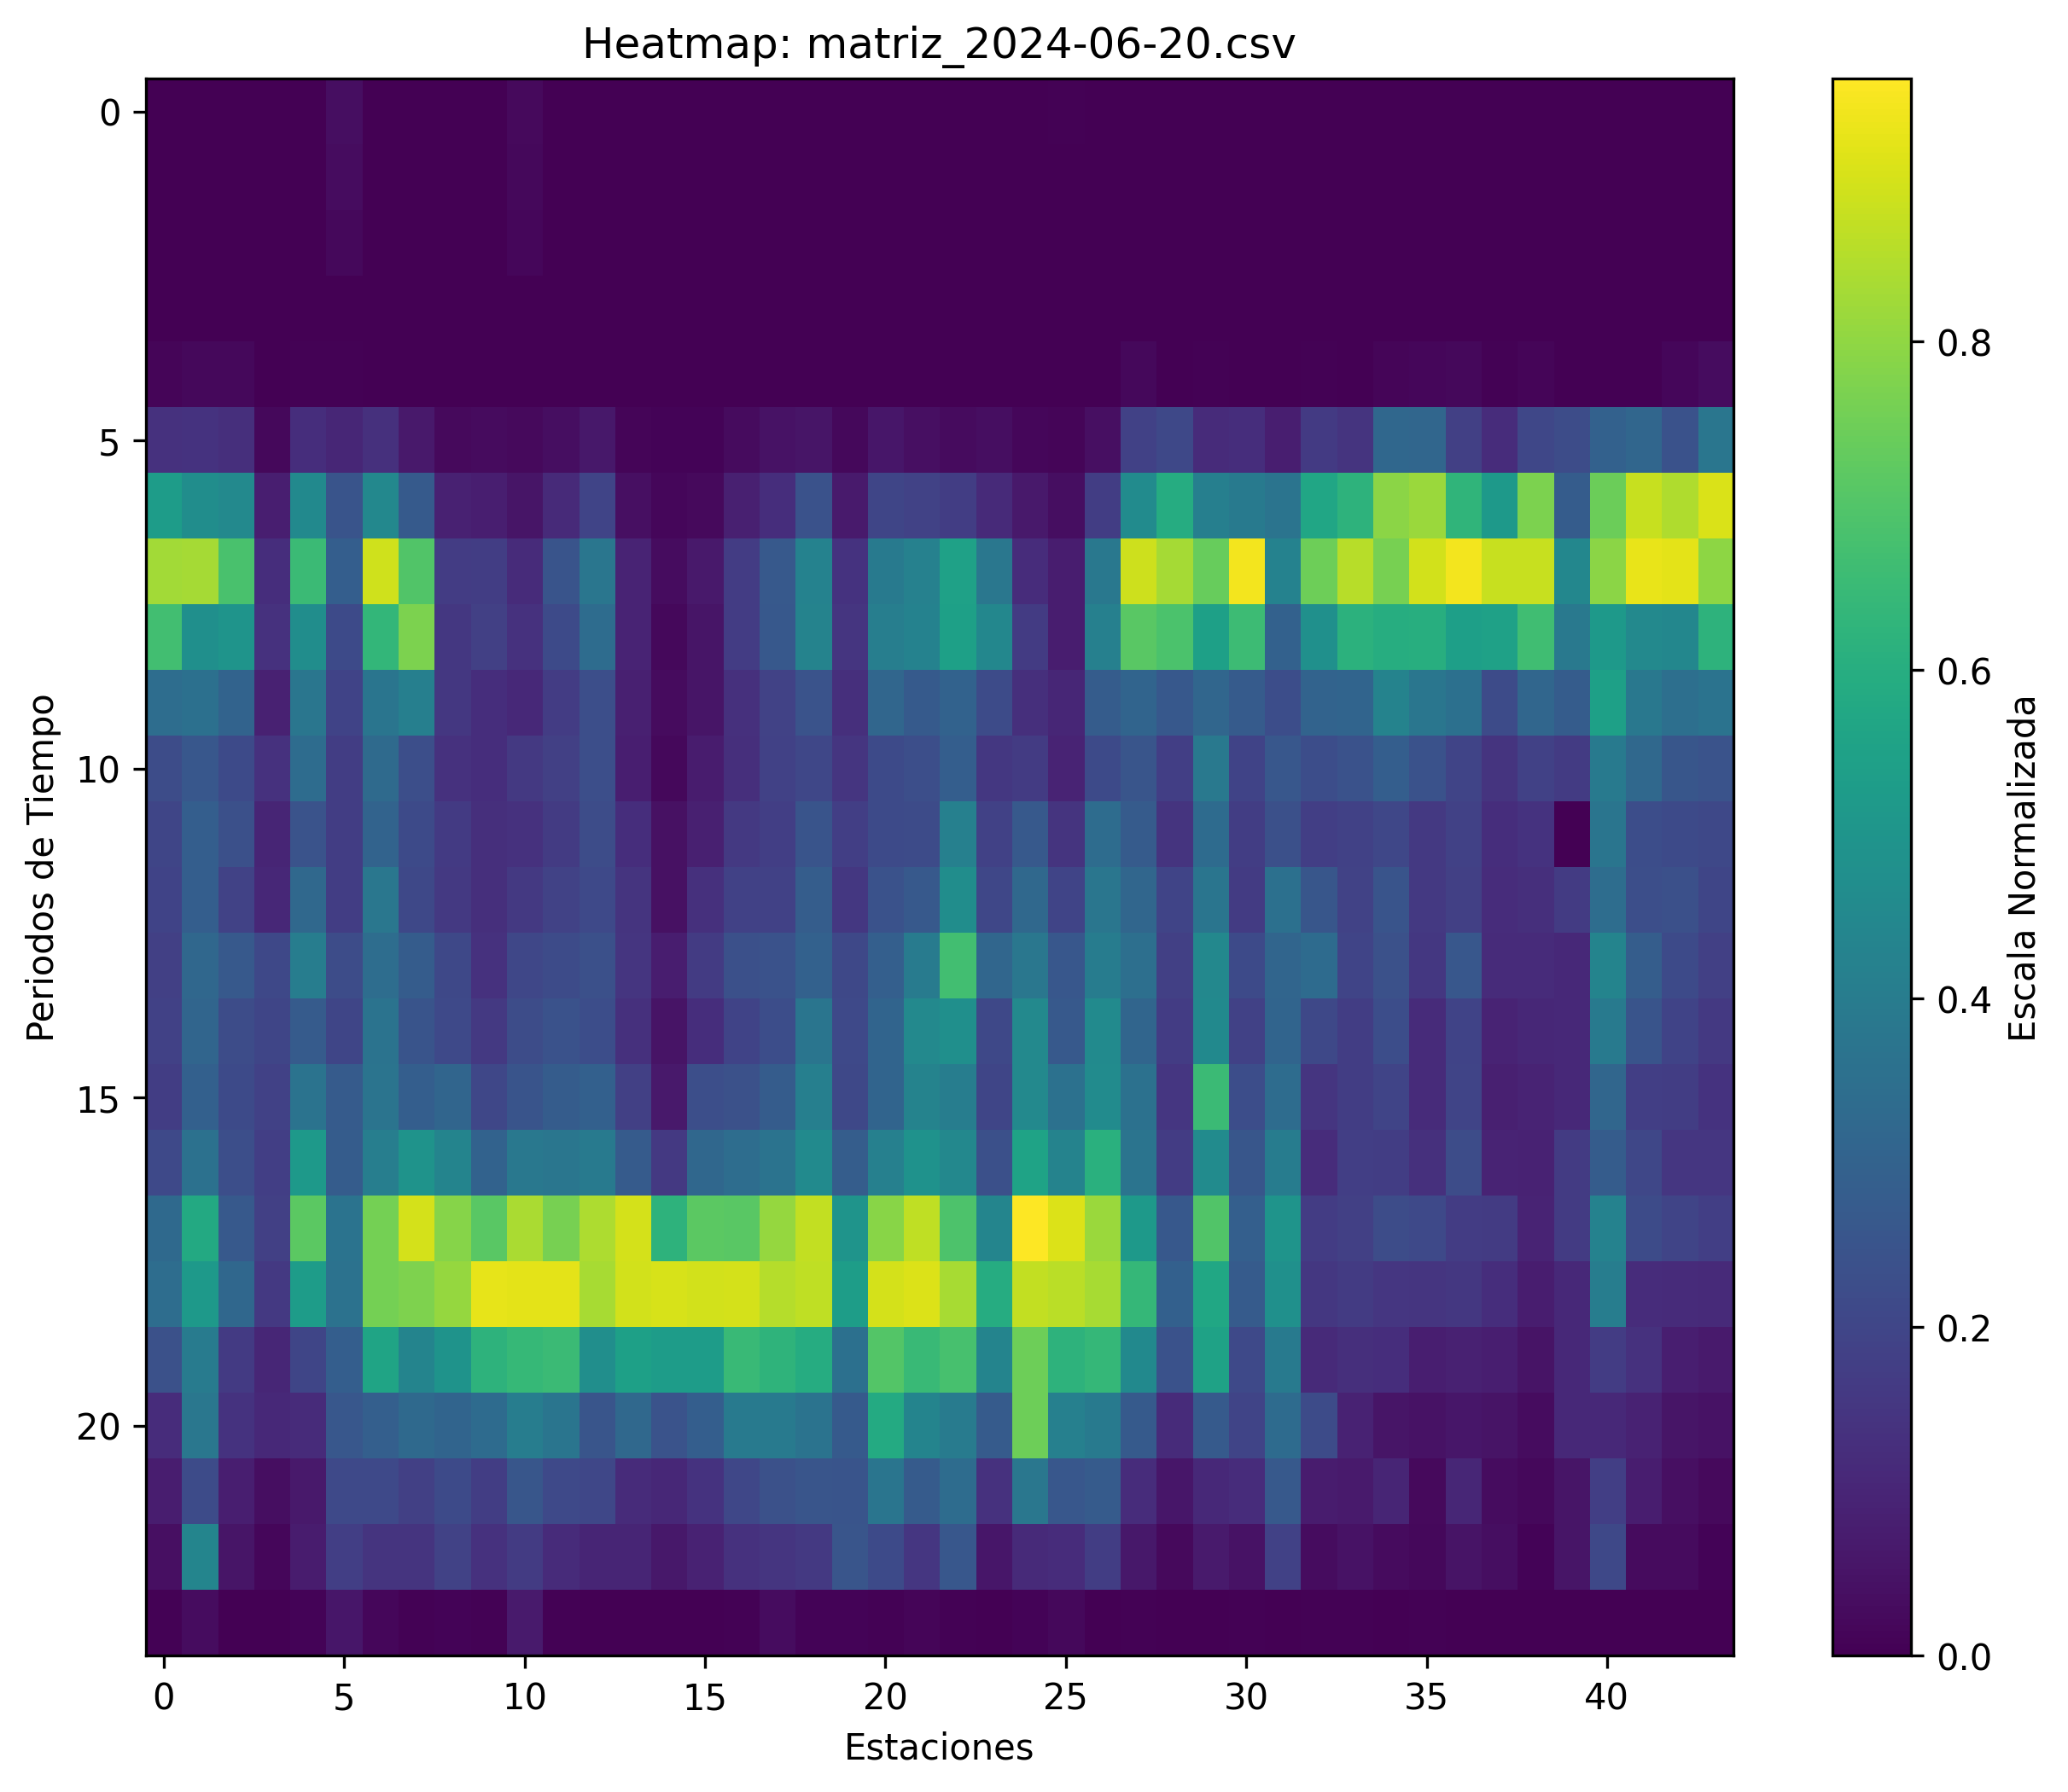 Heatmap: matriz_2024-06-20.csv
Periodos de Tiempo
0
5
10
15
20
0 5 10 15 20 25 30 35 40
Estaciones
0.8
0.6
0.4
0.2
0.0
Escala Normalizada